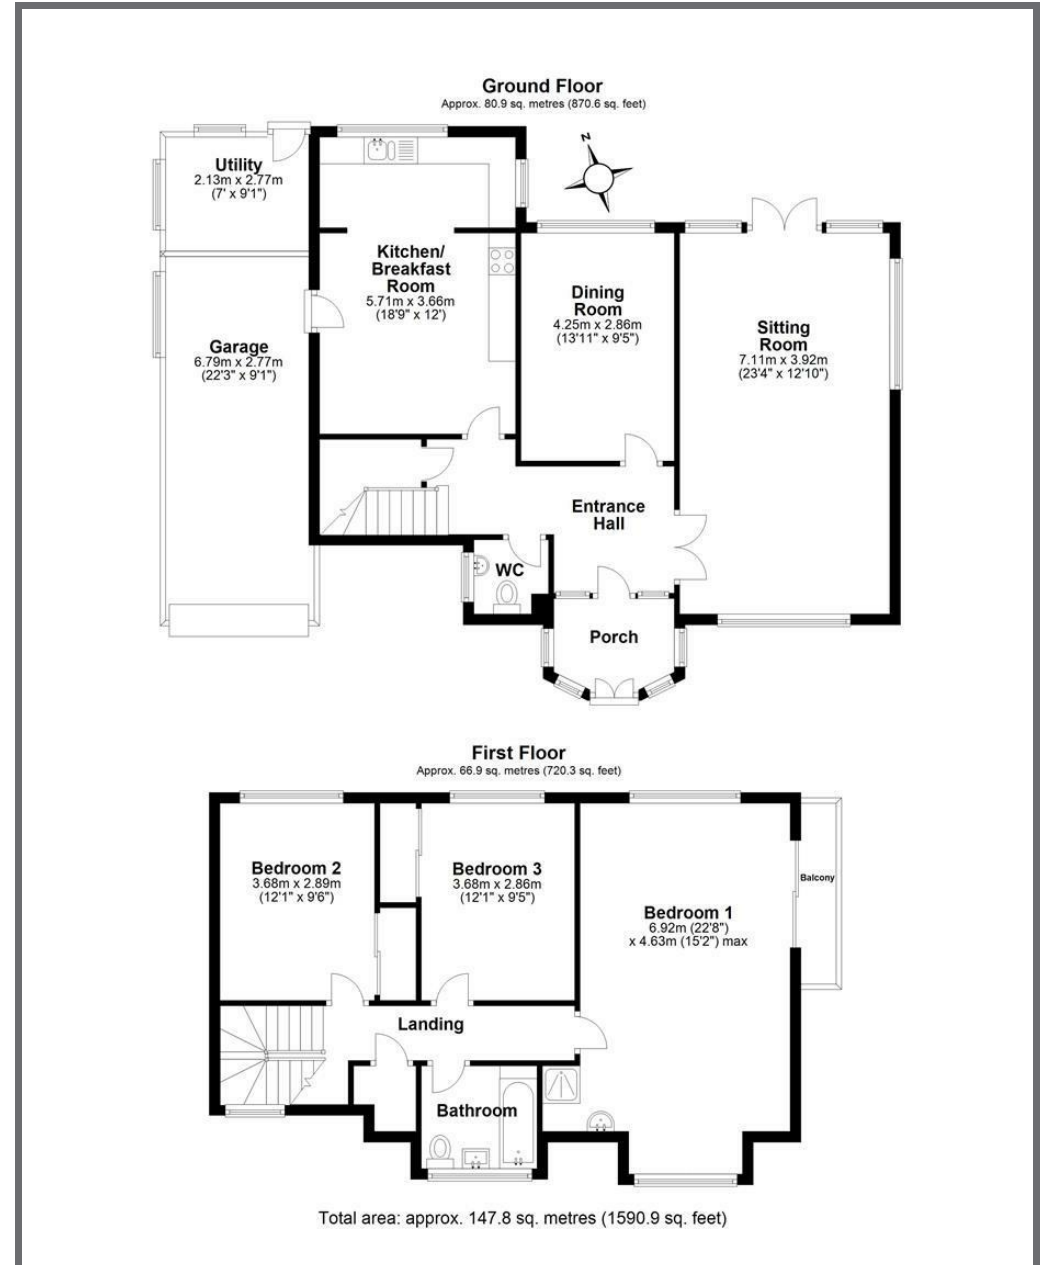 Ground Floor
Approx. 80.9 sq. metres (870.6 sq. feet)
N
Utility
2.13m x 2.77m
(7' x 9'1")
Kitchen/
Breakfast
Room
5.71m x 3.66m
(18'9" x 12')
Dining
Room
4.25m x 2.86m
(13'11" x 9'5")
Sitting
Room
7.11m x 3.92m
(23'4" x 12'10")
Garage
6.79m x 2.77m
(22'3" x 9'1")
Entrance
Hall
WC
Porch
First Floor
Approx. 66.9 sq. metres (720.3 sq. feet)
Bedroom 2
3.68m x 2.89m
(12'1" x 9'6")
Bedroom 3
3.68m x 2.86m
(12'1" x 9'5")
Balcony
Bedroom 1
6.92m (22'8")
x 4.63m (15'2") max
Landing
Bathroom
Total area: approx. 147.8 sq. metres (1590.9 sq. feet)